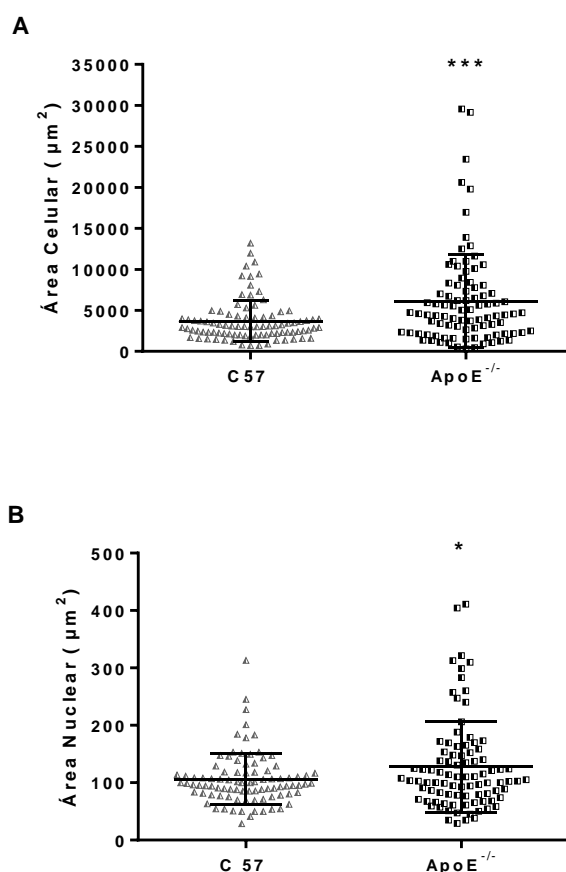 A
***
35000
30000
25000
20000
15000
10000
5000
0
Área Celular ( µm²)
C57
ApoE⁻/⁻
B
*
500
400
300
200
100
0
Área Nuclear ( µm²)
C 57
ApoE⁻/⁻